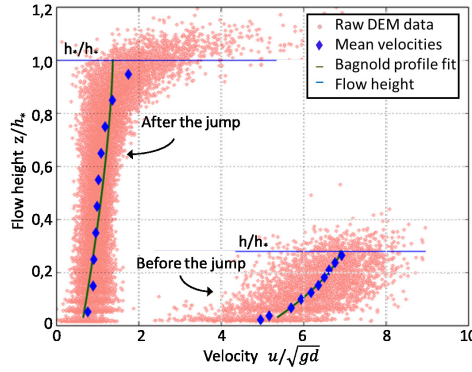 1,2
1,0
0,8
0,6
0,4
0,2
0
Flow height z/h*
h*/h*
Raw DEM data
Mean velocities
Bagnold profile fit
Flow height
After the jump
h/h*
Before the jump
0 2 4 6 8 10
Velocity u/√gd